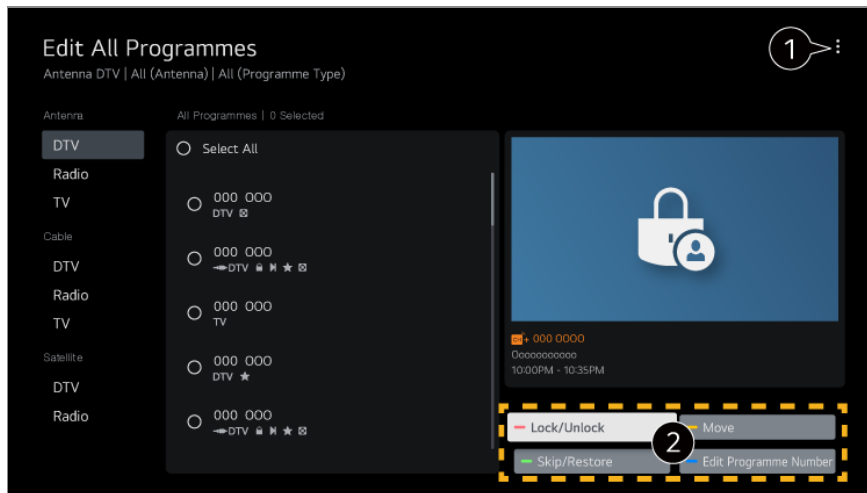 Edit All Programmes
Antenna DTV | All (Antenna) | All (Programme Type)
1
Antenna
DTV
Radio
TV
Cable
DTV
Radio
TV
Satellite
DTV
Radio
All Programmes | 0 Selected
Select All
000 000
DTV
000 000
DTV
000 000
TV
000 000
DTV
000 000
DTV
+ 000 0000
Ooooooooooo
10:00PM - 10:35PM
Lock/Unlock
Move
2
Skip/Restore
Edit Programme Number